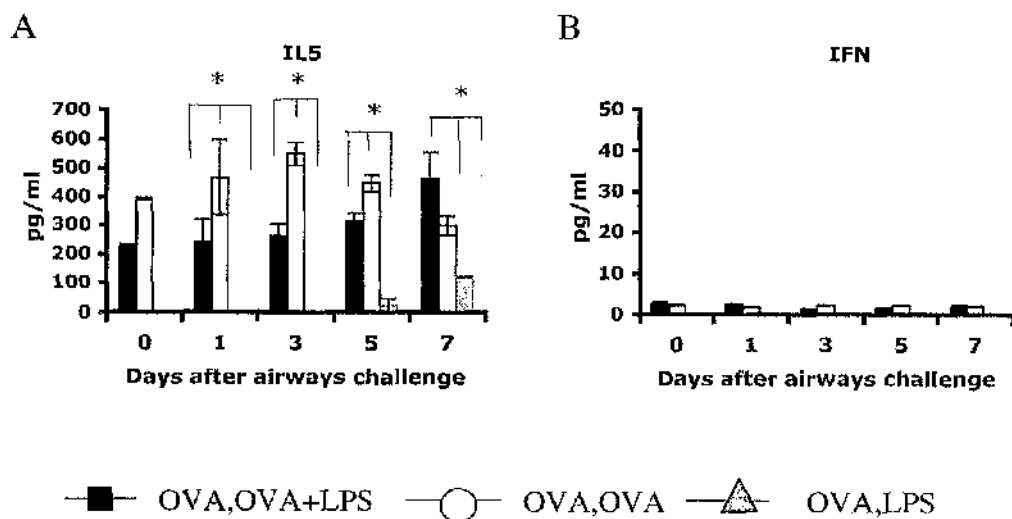 A
B
IL5
IFN
* * * *
700
600
500
400
300
200
100
0
pg/ml
0 1 3 5 7
Days after airways challenge
50
40
30
20
10
0
pg/ml
0 1 3 5 7
Days after airways challenge
OVA,OVA+LPS OVA,OVA OVA,LPS